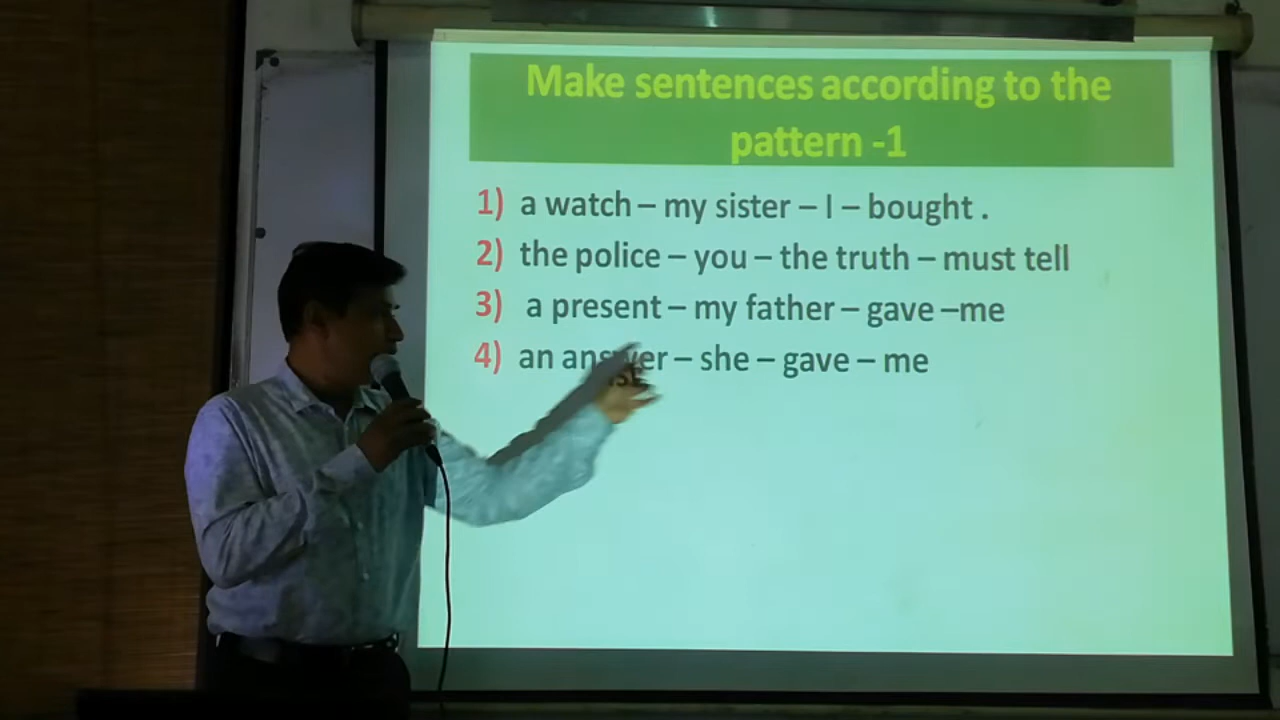 Make sentences according to the
pattern -1
1) a watch – my sister – I – bought .
2) the police – you – the truth – must tell
3) a present – my father – gave –me
4) an answer – she – gave – me